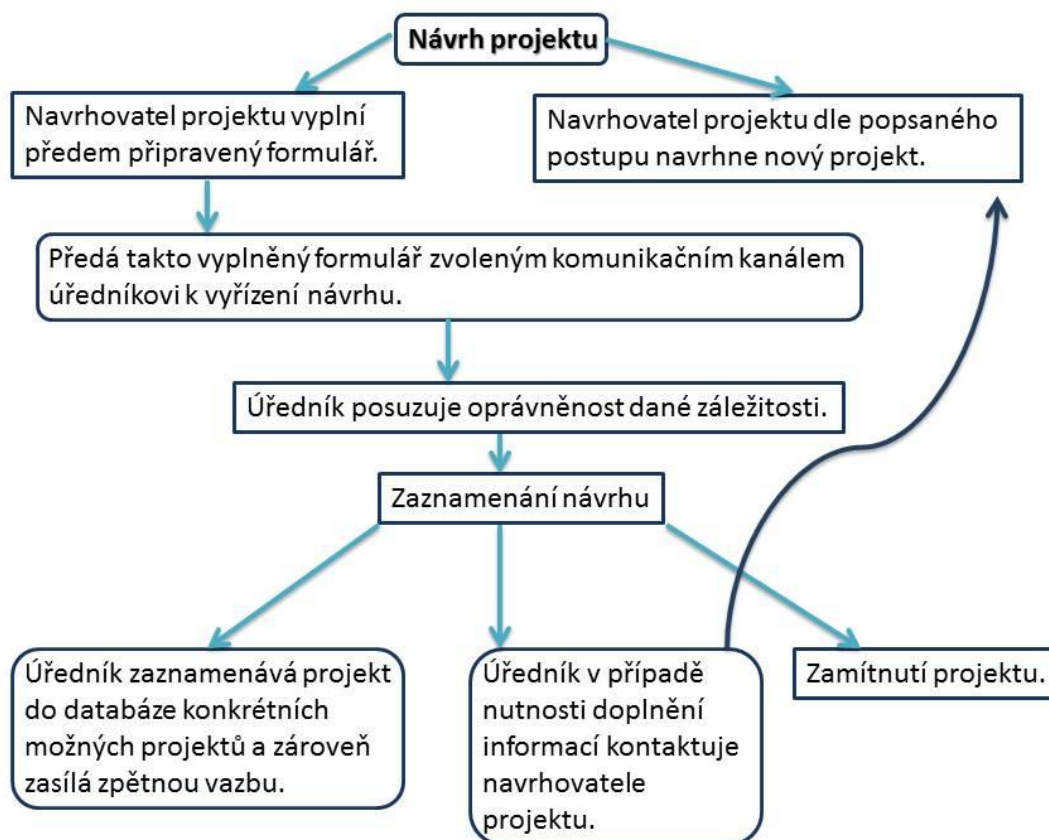 Návrh projektu
Navrhovatel projektu vyplní
předem připravený formulář.
Navrhovatel projektu dle popsaného
postupu navrhne nový projekt.
Předá takto vyplněný formulář zvoleným komunikačním kanálem
úředníkovi k vyřízení návrhu.
Úředník posuzuje oprávněnost dané záležitosti.
Zaznamenání návrhu
Úředník zaznamenává projekt
do databáze konkrétních
možných projektů a zároveň
zasílá zpětnou vazbu.
Úředník v případě
nutnosti doplnění
informací kontaktuje
navrhovatele
projektu.
Zamítnutí projektu.